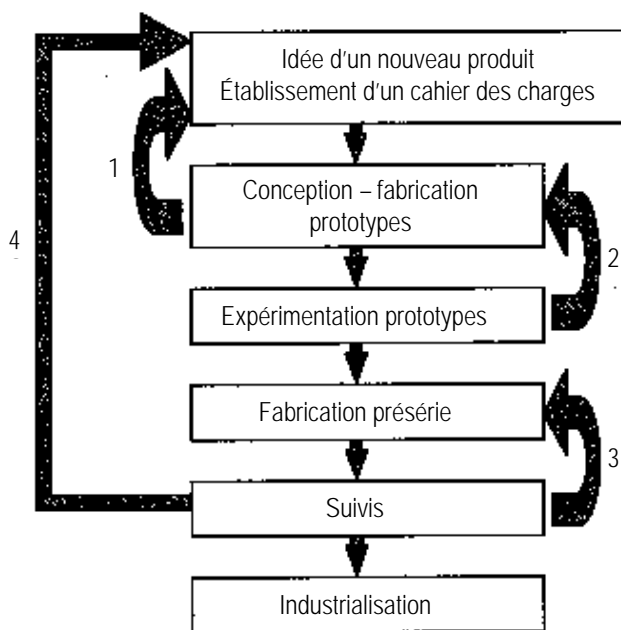 Idée d'un nouveau produit
Établissement d'un cahier des charges
1
Conception – fabrication
prototypes
4
2
Expérimentation prototypes
Fabrication présérie
3
Suivis
Industrialisation